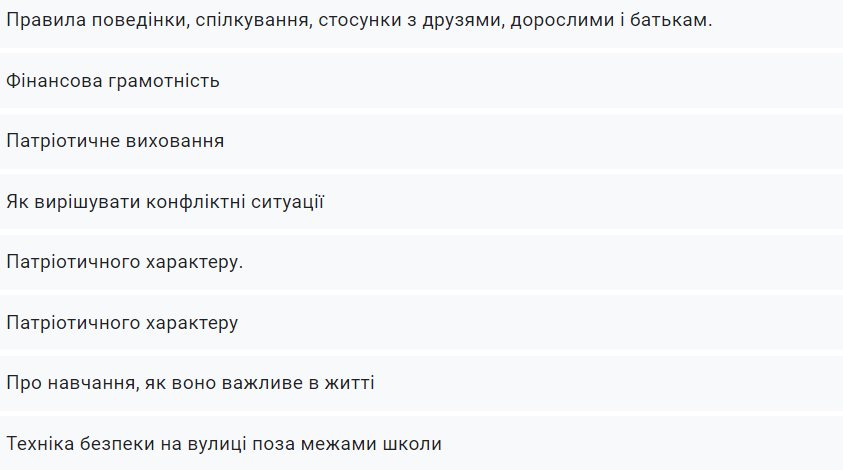 Правила поведінки, спілкування, стосунки з друзями, дорослими і батькам.
Фінансова грамотність
Патріотичне виховання
Як вирішувати конфліктні ситуації
Патріотичного характеру.
Патріотичного характеру
Про навчання, як воно важливе в житті
Техніка безпеки на вулиці поза межами школи